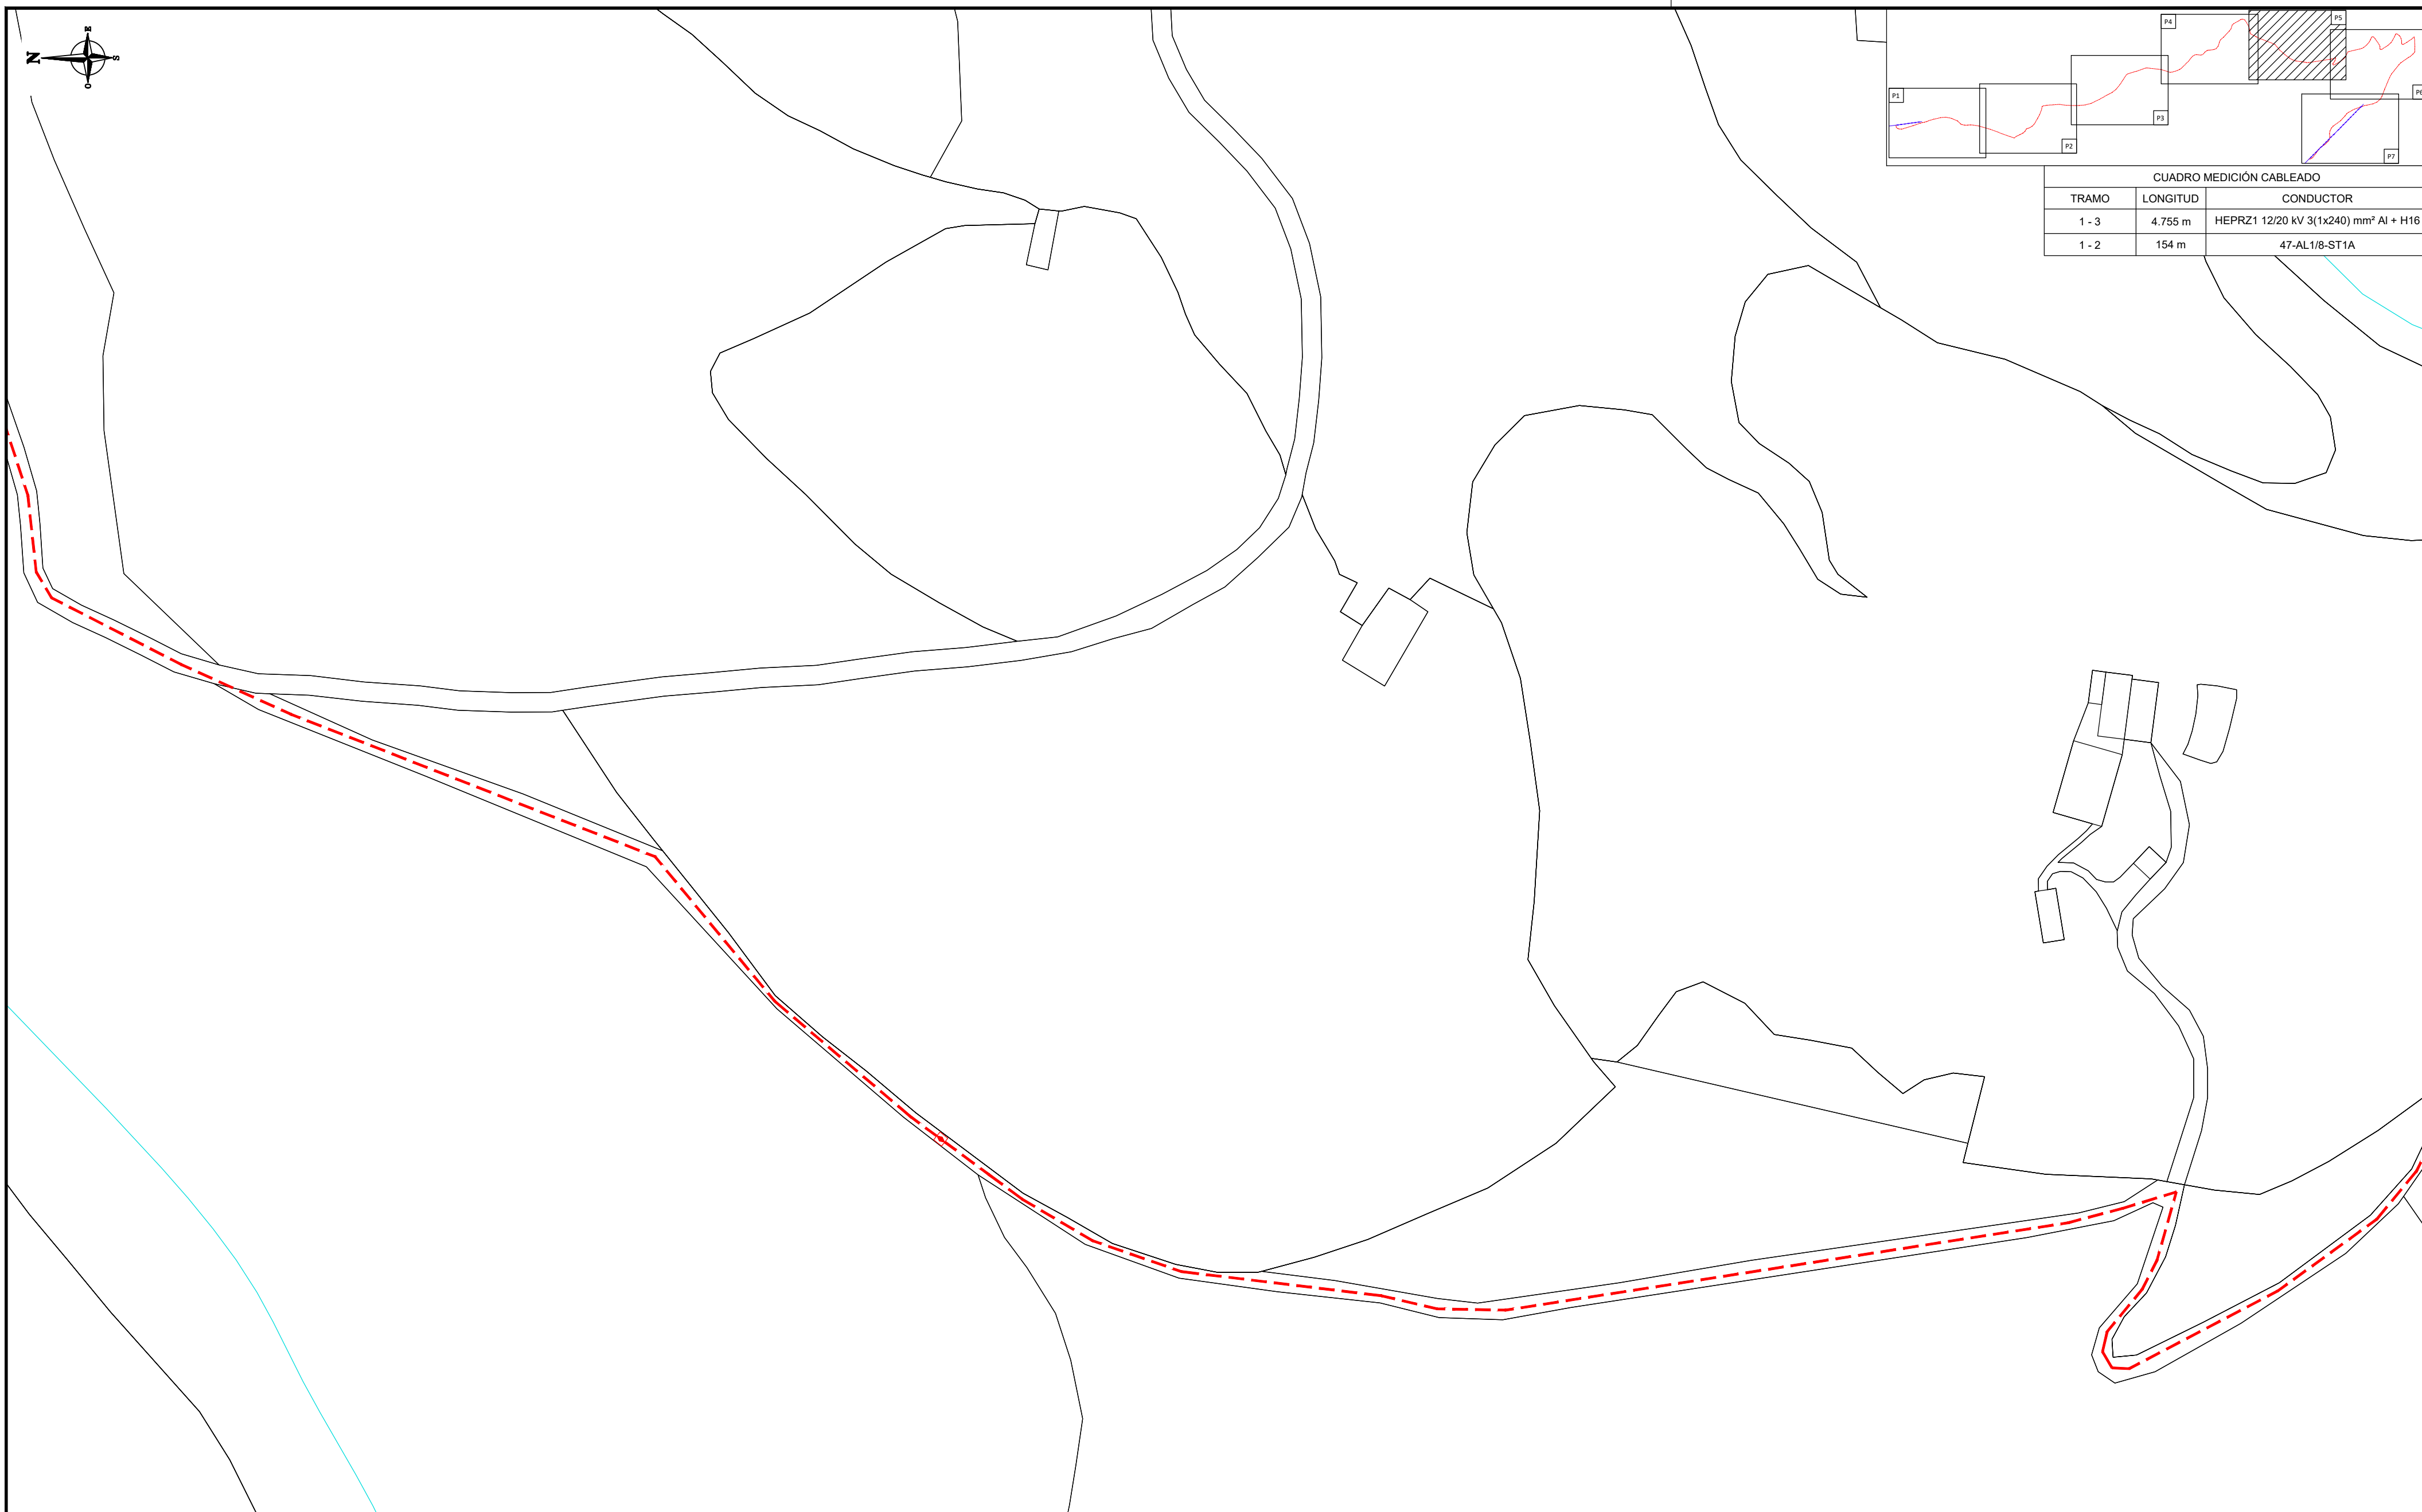 E
N
S
O
P4
P5
P1
P6
P3
P2
P7
CUADRO MEDICIÓN CABLEADO
TRAMO LONGITUD CONDUCTOR
1 - 3 4.755 m HEPRZ1 12/20 kV 3(1x240) mm² Al + H16
1 - 2 154 m 47-AL1/8-ST1A